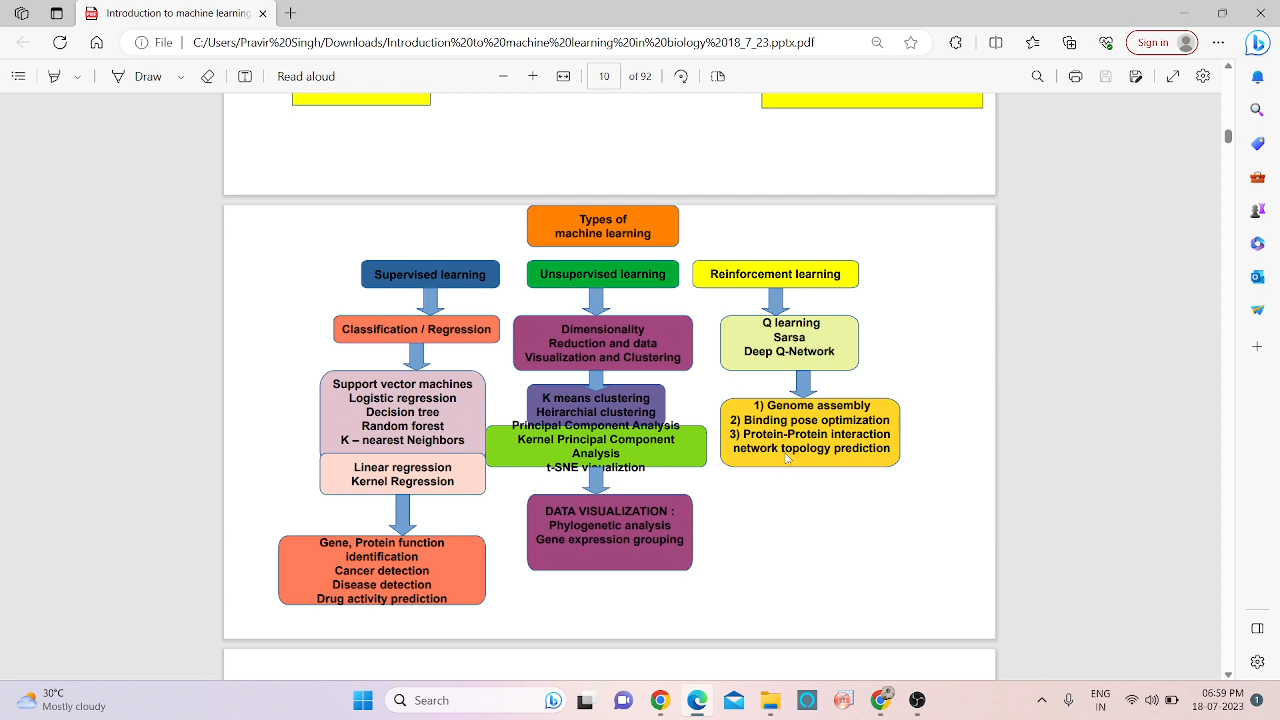 Introduction to machine learning
File
C:/Users/Pravir%20Singh/Downloads/Introduction%20to%20machine%20learning%20in%20biology%2018_7_23.pptx.pdf
Sign in
Draw
Read aloud
10
of 92
Types of
machine learning
Supervised learning
Unsupervised learning
Reinforcement learning
Classification / Regression
Dimensionality
Reduction and data
Visualization and Clustering
Q learning
Sarsa
Deep Q-Network
Support vector machines
Logistic regression
Decision tree
Random forest
K – nearest Neighbors
K means clustering
Heirarchial clustering
Principal Component Analysis
Kernel Principal Component
Analysis
t-SNE visualiztion
1) Genome assembly
2) Binding pose optimization
3) Protein-Protein interaction
network topology prediction
Linear regression
Kernel Regression
DATA VISUALIZATION :
Phylogenetic analysis
Gene expression grouping
Gene, Protein function
identification
Cancer detection
Disease detection
Drug activity prediction
30°C
Mostly cloudy
Search
ENG
IN
06:59 PM
18-07-2023
1